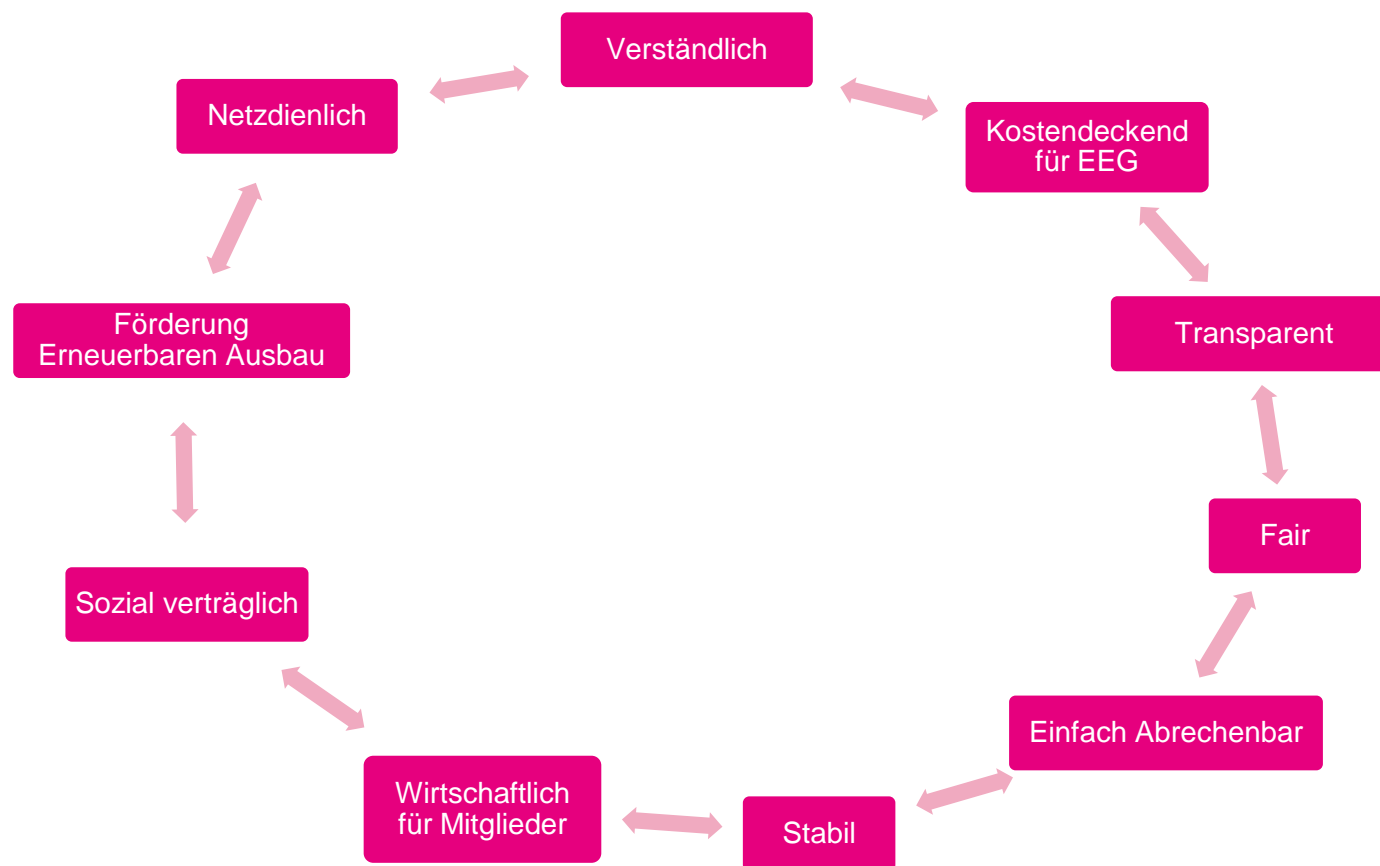 Verständlich
Kostendeckend
für EEG
Transparent
Fair
Einfach Abrechenbar
Stabil
Wirtschaftlich
für Mitglieder
Sozial verträglich
Förderung
Erneuerbaren Ausbau
Netzdienlich